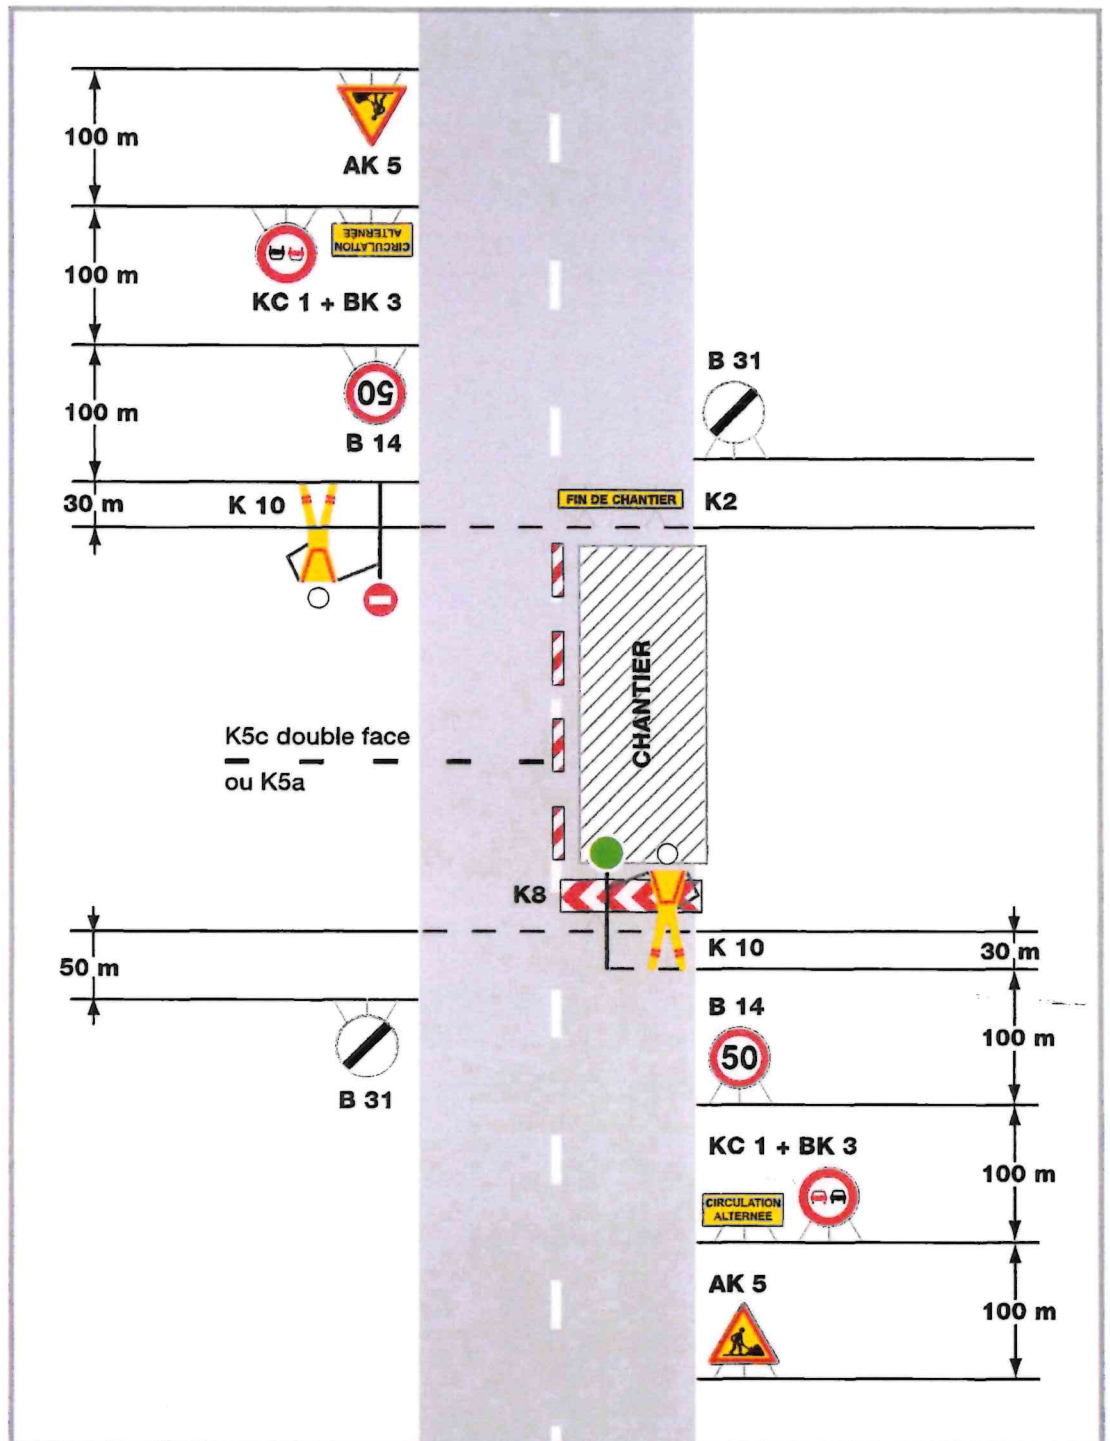 100 m
AK 5
CIRCULATION
ALTERNÉE
100 m
KC 1 + BK 3
50
100 m
B 14
B 31
30 m
K 10
FIN DE CHANTIER
K2
CHANTIER
K5c double face
ou K5a
K8
50 m
K 10
30 m
B 14
50
100 m
B 31
KC 1 + BK 3
100 m
CIRCULATION
ALTERNÉE
AK 5
100 m